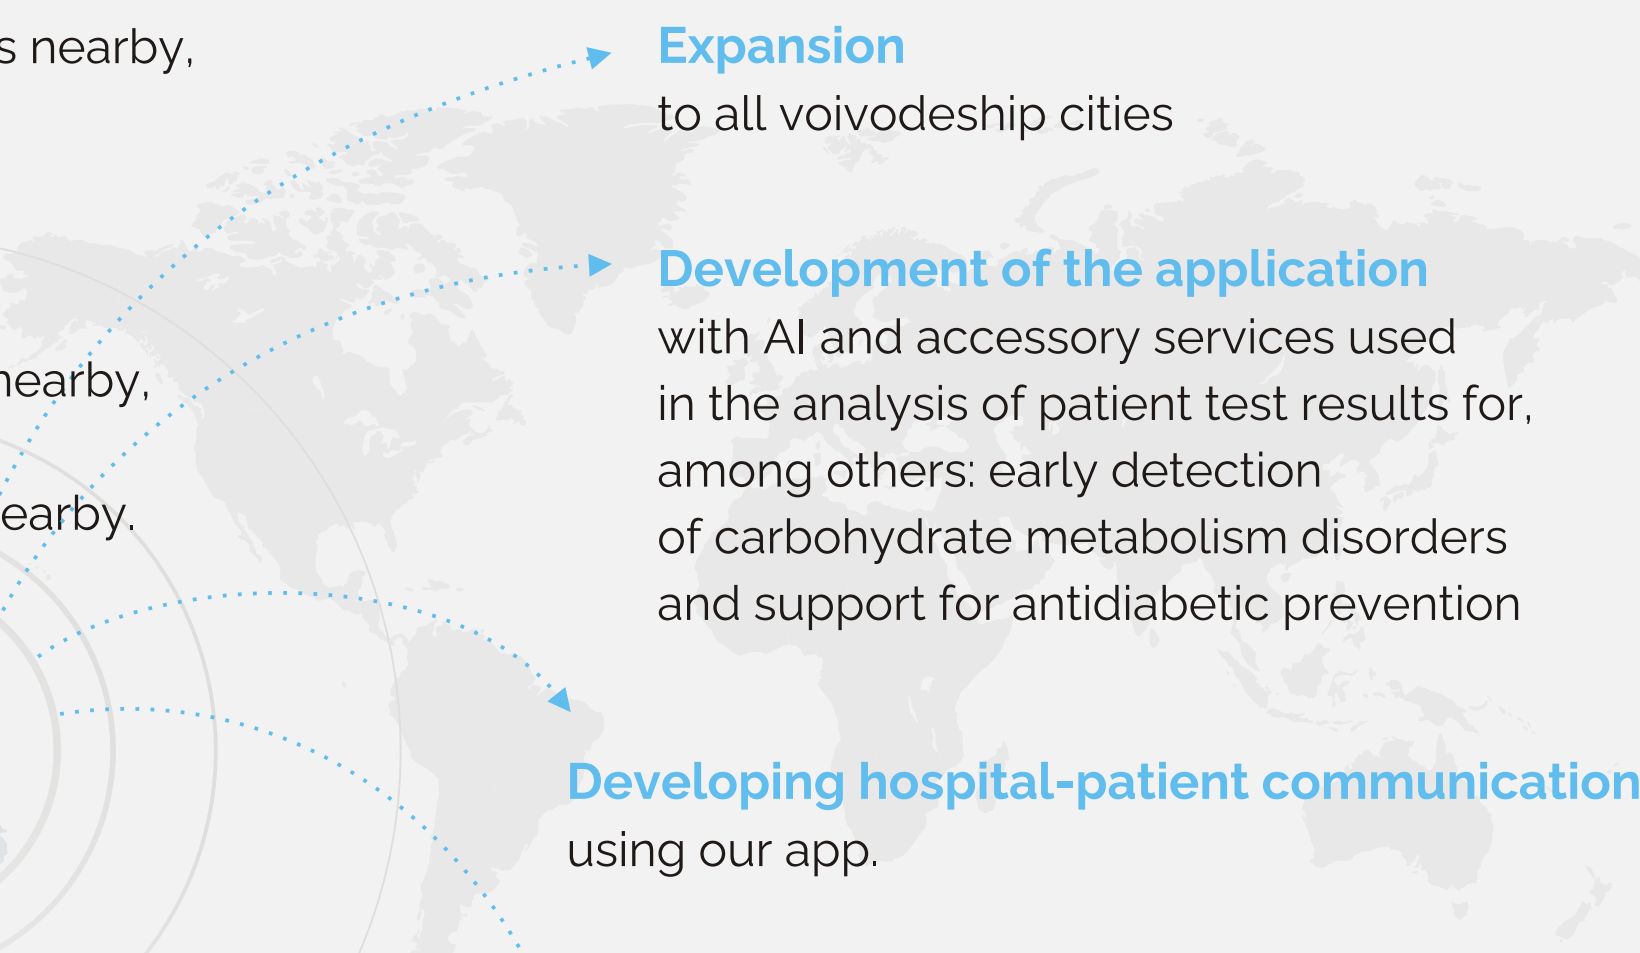 s nearby,
nearby,
earby.
Expansion
to all voivodeship cities
Development of the application
with AI and accessory services used
in the analysis of patient test results for,
among others: early detection
of carbohydrate metabolism disorders
and support for antidiabetic prevention
Developing hospital-patient communication
using our app.